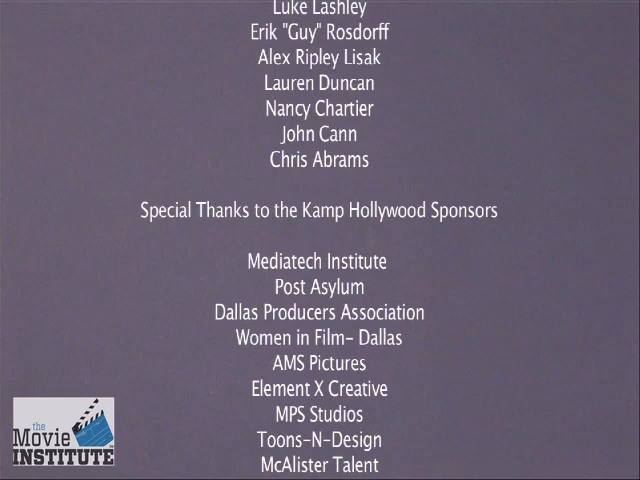 Luke Lashley
Erik "Guy" Rosdorff
Alex Ripley Lisak
Lauren Duncan
Nancy Chartier
John Cann
Chris Abrams
Special Thanks to the Kamp Hollywood Sponsors
Mediatech Institute
Post Asylum
Dallas Producers Association
Women in Film- Dallas
AMS Pictures
Element X Creative
MPS Studios
Toons-N-Design
McAlister Talent
the
Movie
INSTITUTE